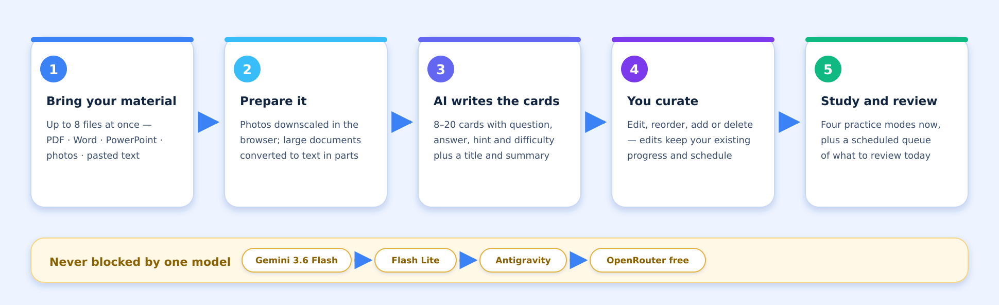 1
Bring your material
Up to 8 files at once —
PDF · Word · PowerPoint ·
photos · pasted text
2
Prepare it
Photos downscaled in the
browser; large documents
converted to text in parts
3
AI writes the cards
8–20 cards with question,
answer, hint and difficulty
plus a title and summary
4
You curate
Edit, reorder, add or delete
— edits keep your existing
progress and schedule
5
Study and review
Four practice modes now,
plus a scheduled queue
of what to review today
Never blocked by one model
Gemini 3.6 Flash
Flash Lite
Antigravity
OpenRouter free